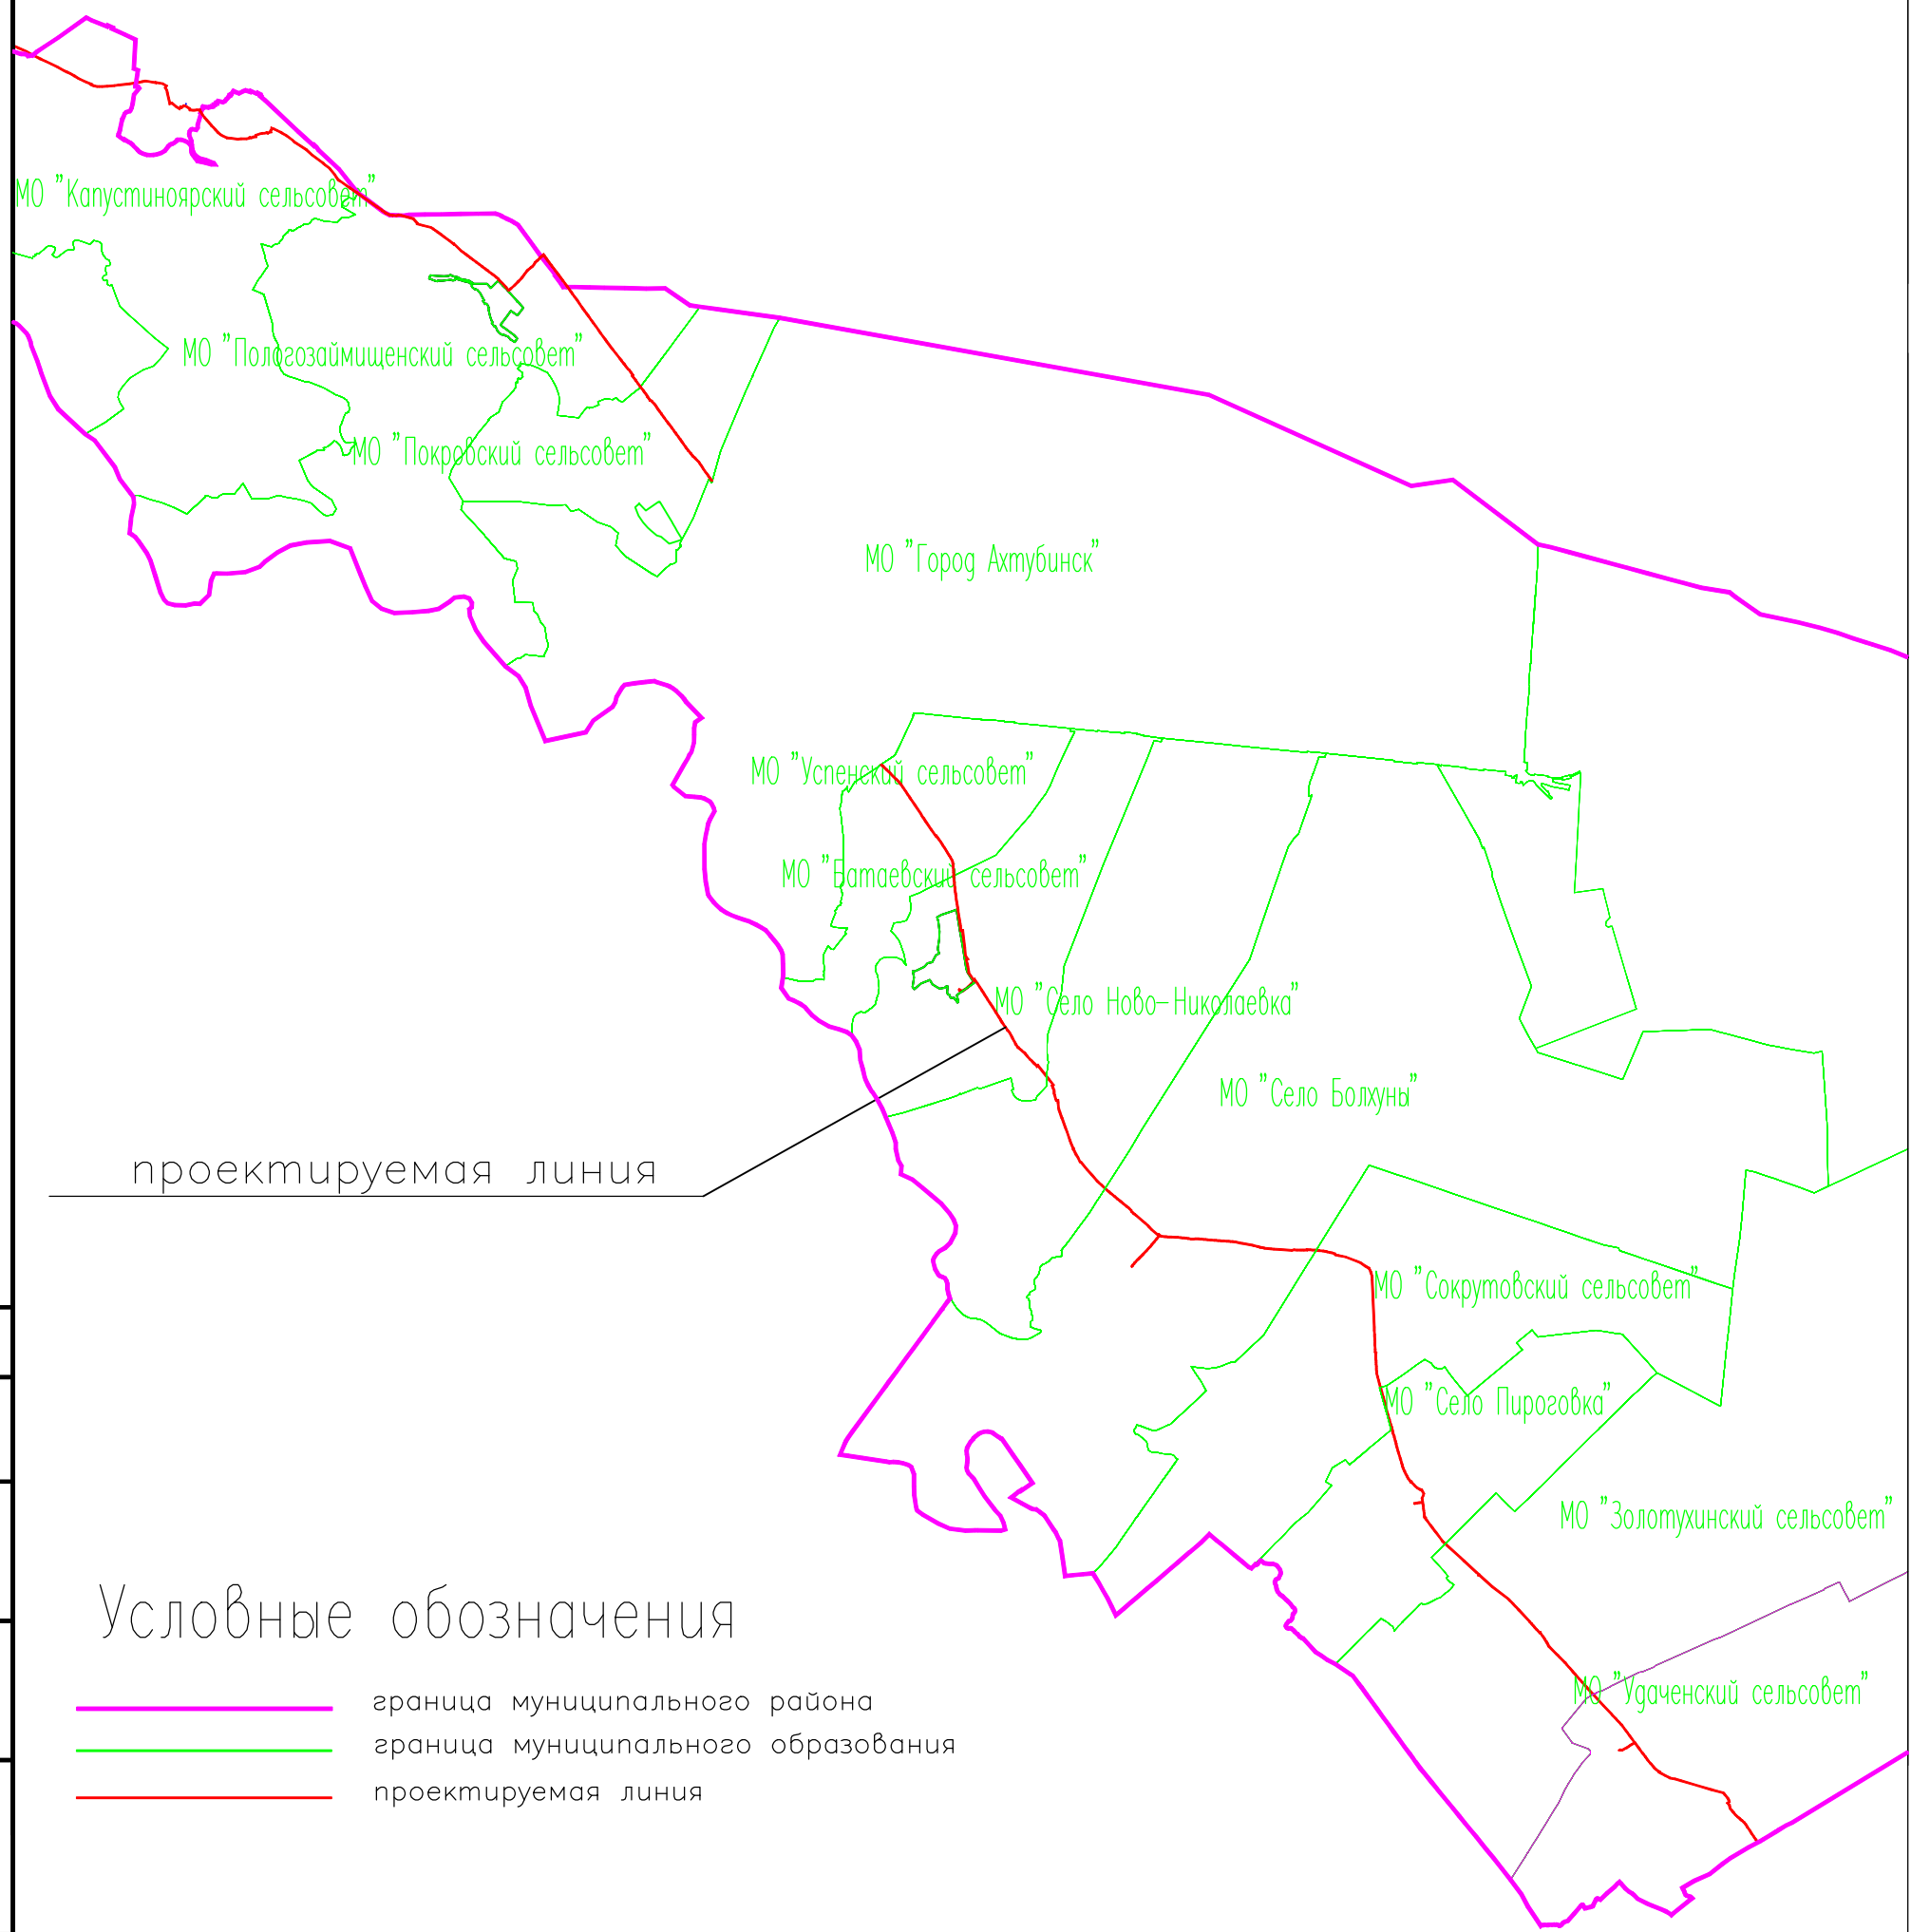 МО "Капустиноярский сельсовет"
МО "Пологозаймищенский сельсовет"
МО "Покровский сельсовет"
МО "Город Ахтубинск"
МО "Успенский сельсовет"
МО "Батаевский сельсовет"
МО "Село Ново-Николаевка"
МО "Село Болхуны"
проектируемая линия
МО "Сокрутовский сельсовет"
МО "Село Пироговка"
МО "Золотухинский сельсовет"
МО "Удаченский сельсовет"
Условные обозначения
граница муниципального района
граница муниципального образования
проектируемая линия